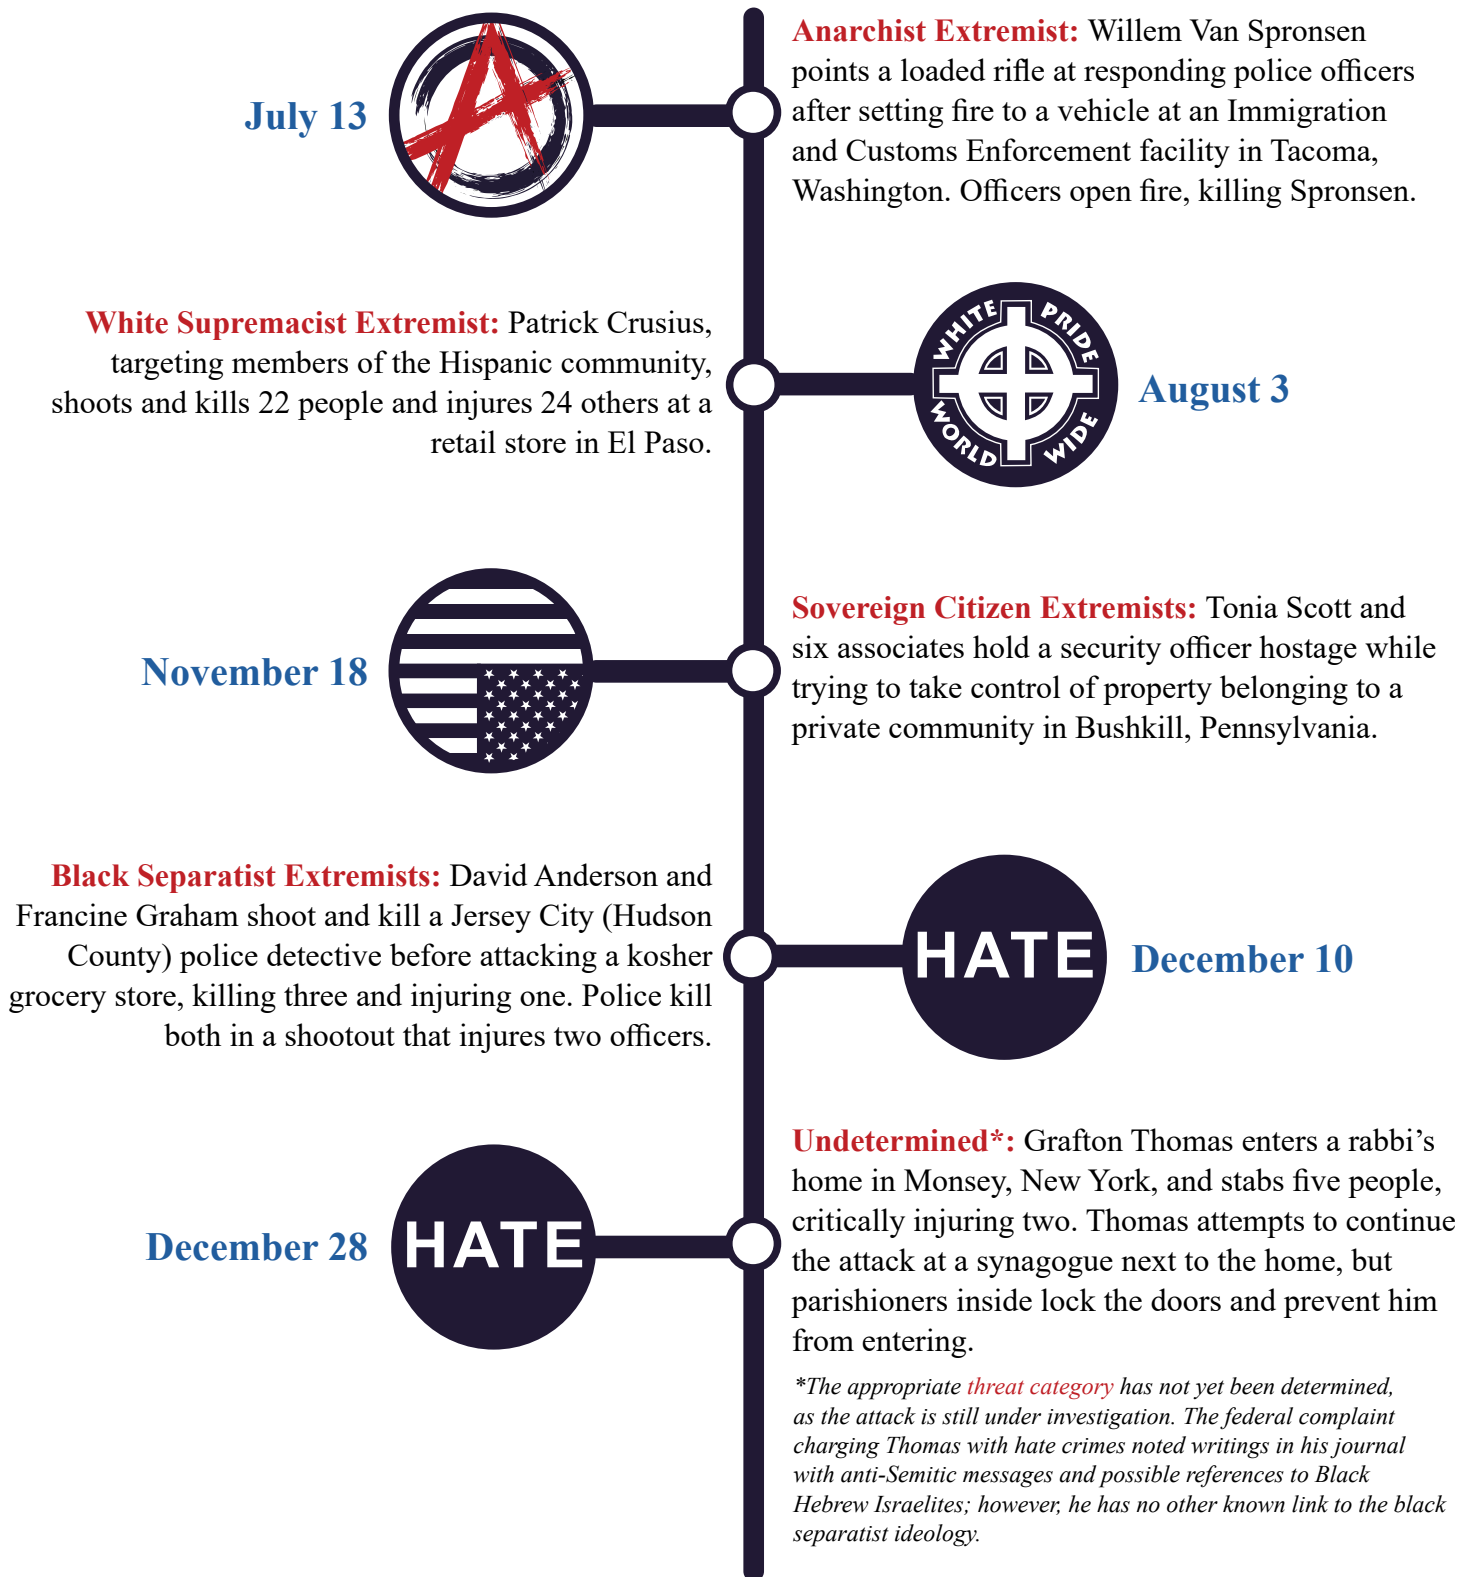 July 13
Anarchist Extremist: Willem Van Spronsen
points a loaded rifle at responding police officers
after setting fire to a vehicle at an Immigration
and Customs Enforcement facility in Tacoma,
Washington. Officers open fire, killing Spronsen.
White Supremacist Extremist: Patrick Crusius,
targeting members of the Hispanic community,
shoots and kills 22 people and injures 24 others at a
retail store in El Paso.
WHITE PRIDE
WORLD WIDE
August 3
November 18
Sovereign Citizen Extremists: Tonia Scott and
six associates hold a security officer hostage while
trying to take control of property belonging to a
private community in Bushkill, Pennsylvania.
Black Separatist Extremists: David Anderson and
Francine Graham shoot and kill a Jersey City (Hudson
County) police detective before attacking a kosher
grocery store, killing three and injuring one. Police kill
both in a shootout that injures two officers.
HATE
December 10
December 28
HATE
Undetermined*: Grafton Thomas enters a rabbi’s
home in Monsey, New York, and stabs five people,
critically injuring two. Thomas attempts to continue
the attack at a synagogue next to the home, but
parishioners inside lock the doors and prevent him
from entering.
*The appropriate threat category has not yet been determined,
as the attack is still under investigation. The federal complaint
charging Thomas with hate crimes noted writings in his journal
with anti-Semitic messages and possible references to Black
Hebrew Israelites; however, he has no other known link to the black
separatist ideology.